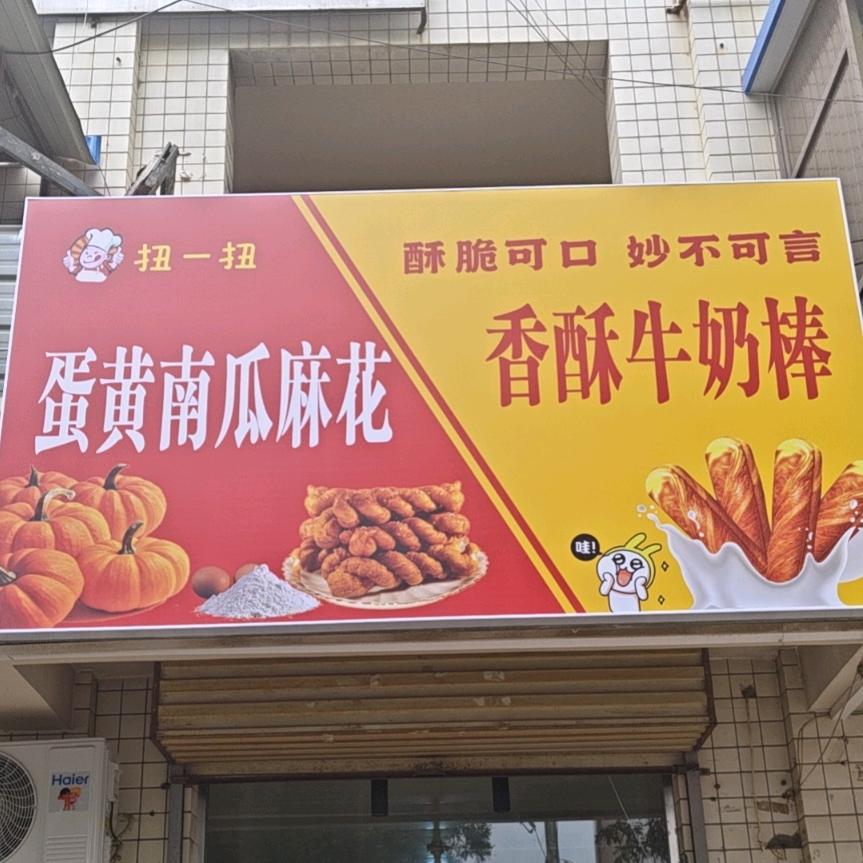 扭一扭
蛋黄南瓜麻花
酥脆可口 妙不可言
香酥牛奶棒
哇!
Haier